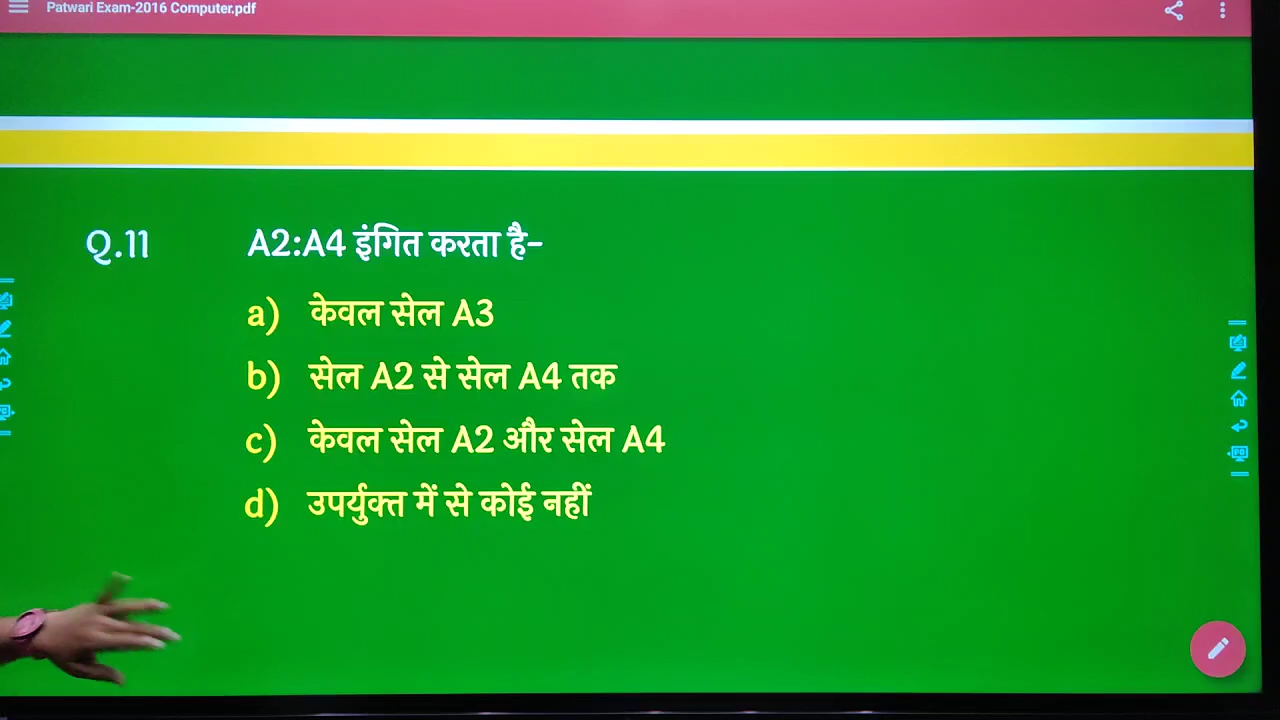 Patwari Exam-2016 Computer.pdf
Q.11 A2:A4 इंगित करता है-
a) केवल सेल A3
b) सेल A2 से सेल A4 तक
c) केवल सेल A2 और सेल A4
d) उपर्युक्त में से कोई नहीं